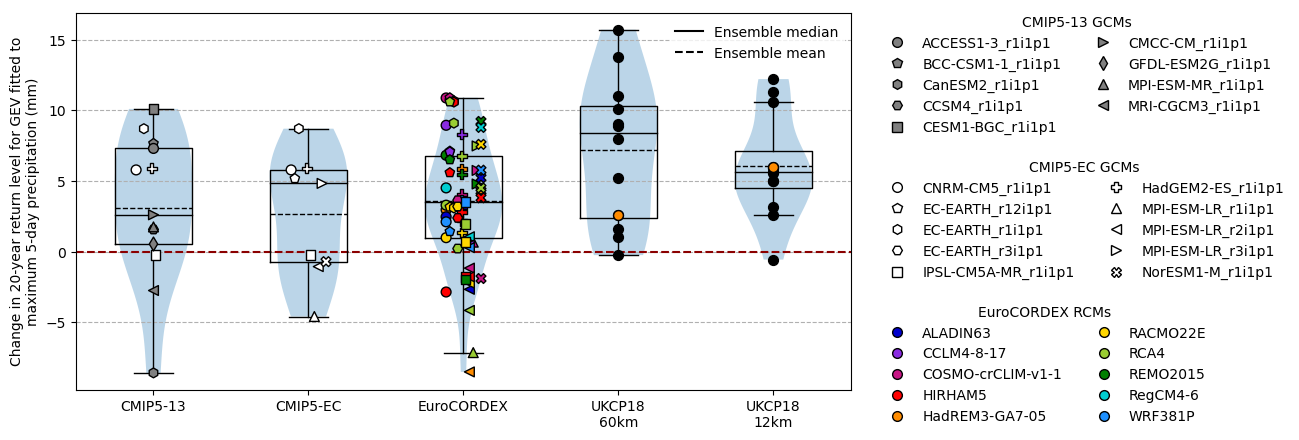 Change in 20-year return level for GEV fitted to
maximum 5-day precipitation (mm)
15
10
5
0
−5
Ensemble median
Ensemble mean
CMIP5-13
CMIP5-EC
EuroCORDEX
UKCP18
60km
UKCP18
12km
CMIP5-13 GCMs
ACCESS1-3_r1i1p1
BCC-CSM1-1_r1i1p1
CanESM2_r1i1p1
CCSM4_r1i1p1
CESM1-BGC_r1i1p1
CMCC-CM_r1i1p1
GFDL-ESM2G_r1i1p1
MPI-ESM-MR_r1i1p1
MRI-CGCM3_r1i1p1
CMIP5-EC GCMs
CNRM-CM5_r1i1p1
EC-EARTH_r12i1p1
EC-EARTH_r1i1p1
EC-EARTH_r3i1p1
IPSL-CM5A-MR_r1i1p1
HadGEM2-ES_r1i1p1
MPI-ESM-LR_r1i1p1
MPI-ESM-LR_r2i1p1
MPI-ESM-LR_r3i1p1
NorESM1-M_r1i1p1
EuroCORDEX RCMs
ALADIN63
CCLM4-8-17
COSMO-crCLIM-v1-1
HIRHAM5
HadREM3-GA7-05
RACMO22E
RCA4
REMO2015
RegCM4-6
WRF381P